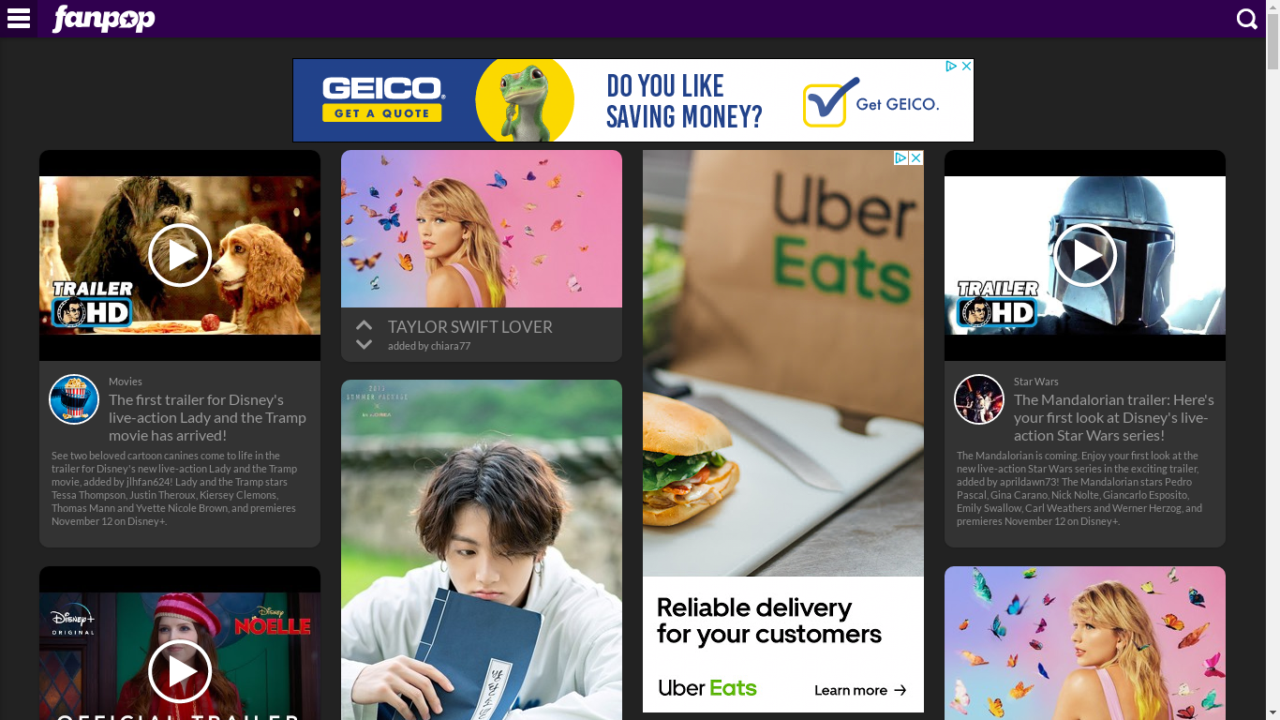 fanpop
GEICO.
GET A QUOTE
DO YOU LIKE
SAVING MONEY?
Get GEICO.
TRAILER
HD
Movies
The first trailer for Disney's
live-action Lady and the Tramp
movie has arrived!
See two beloved cartoon canines come to life in the
trailer for Disney's new live-action Lady and the Tramp
movie, added by jlhfan624! Lady and the Tramp stars
Tessa Thompson, Justin Theroux, Kiersey Clemons,
Thomas Mann and Yvette Nicole Brown, and premieres
November 12 on Disney+.
Disney+
ORIGINAL
Disney
NOELLE
OFFICIAL TRAILER
TAYLOR SWIFT LOVER
added by chiara77
2019
SUMMER PACKAGE
Uber
Eats
Reliable delivery
for your customers
Uber Eats
Learn more →
TRAILER
HD
Star Wars
The Mandalorian trailer: Here's
your first look at Disney's live-
action Star Wars series!
The Mandalorian is coming. Enjoy your first look at the
new live-action Star Wars series in the exciting trailer,
added by aprildawn73! The Mandalorian stars Pedro
Pascal, Gina Carano, Nick Nolte, Giancarlo Esposito,
Emily Swallow, Carl Weathers and Werner Herzog, and
premieres November 12 on Disney+.